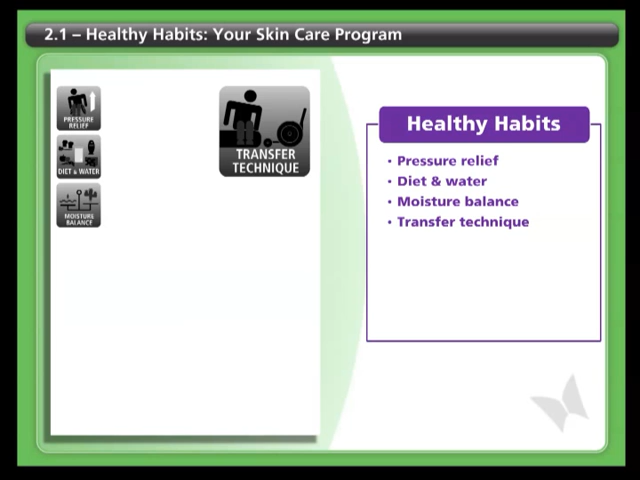 2.1 – Healthy Habits: Your Skin Care Program
PRESSURE
RELIEF
DIET & WATER
MOISTURE
BALANCE
TRANSFER
TECHNIQUE
Healthy Habits
• Pressure relief
• Diet & water
• Moisture balance
• Transfer technique